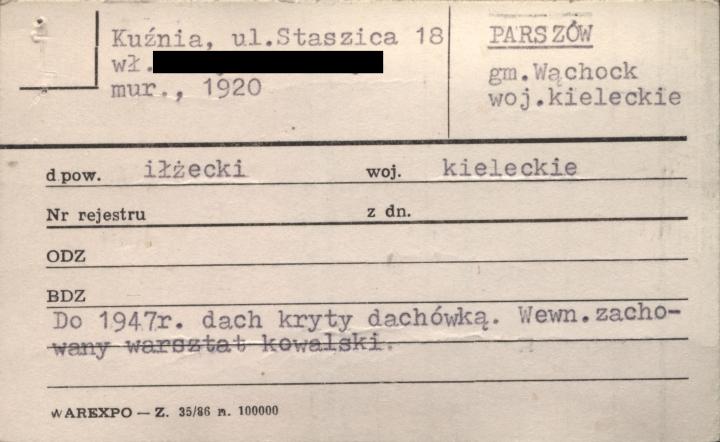 Kuźnia, ul.Staszica 18
wł.
mur., 1920
PARSZÓW
gm.Wąchock
woj.kieleckie
d pow. iłżecki woj. kieleckie
Nr rejestru z dn.
ODZ
BDZ
Do 1947r. dach kryty dachówką. Wewn.zacho-
wany warsztat kowalski.
WAREXPO — Z. 35/86 n. 100000